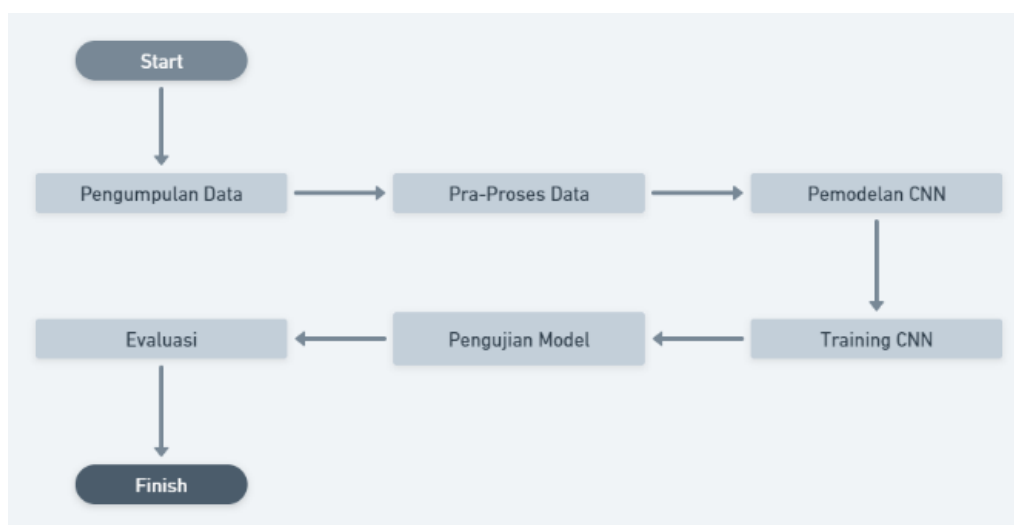 Start
Pengumpulan Data
Pra-Proses Data
Pemodelan CNN
Training CNN
Pengujian Model
Evaluasi
Finish